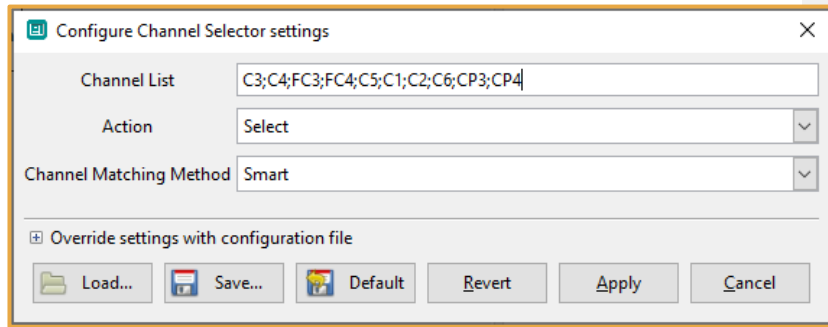 Configure Channel Selector settings
Channel List C3;C4;FC3;FC4;C5;C1;C2;C6;CP3;CP4
Action Select
Channel Matching Method Smart
Override settings with configuration file
Load... Save... Default Revert Apply Cancel